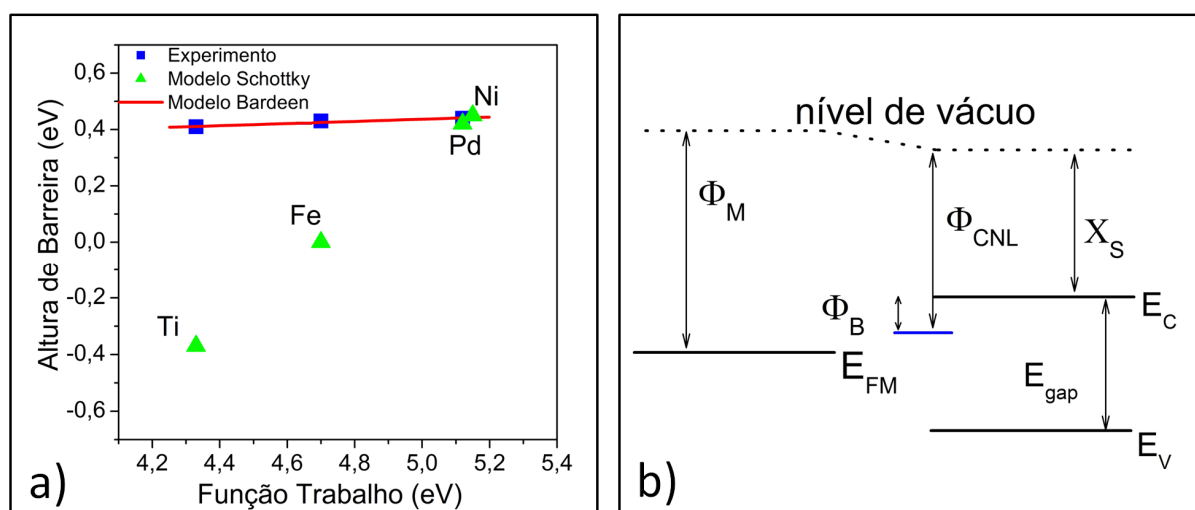 0,6
0,4
0,2
0,0
-0,2
-0,4
-0,6
Altura de Barreira (eV)
Experimento
Modelo Schottky
Modelo Bardeen
Ni
Pd
Fe
Ti
4,2 4,4 4,6 4,8 5,0 5,2 5,4
Função Trabalho (eV)
a)
nível de vácuo
Φ_M
Φ_CNL
X_S
Φ_B
E_C
E_FM
E_gap
E_V
b)